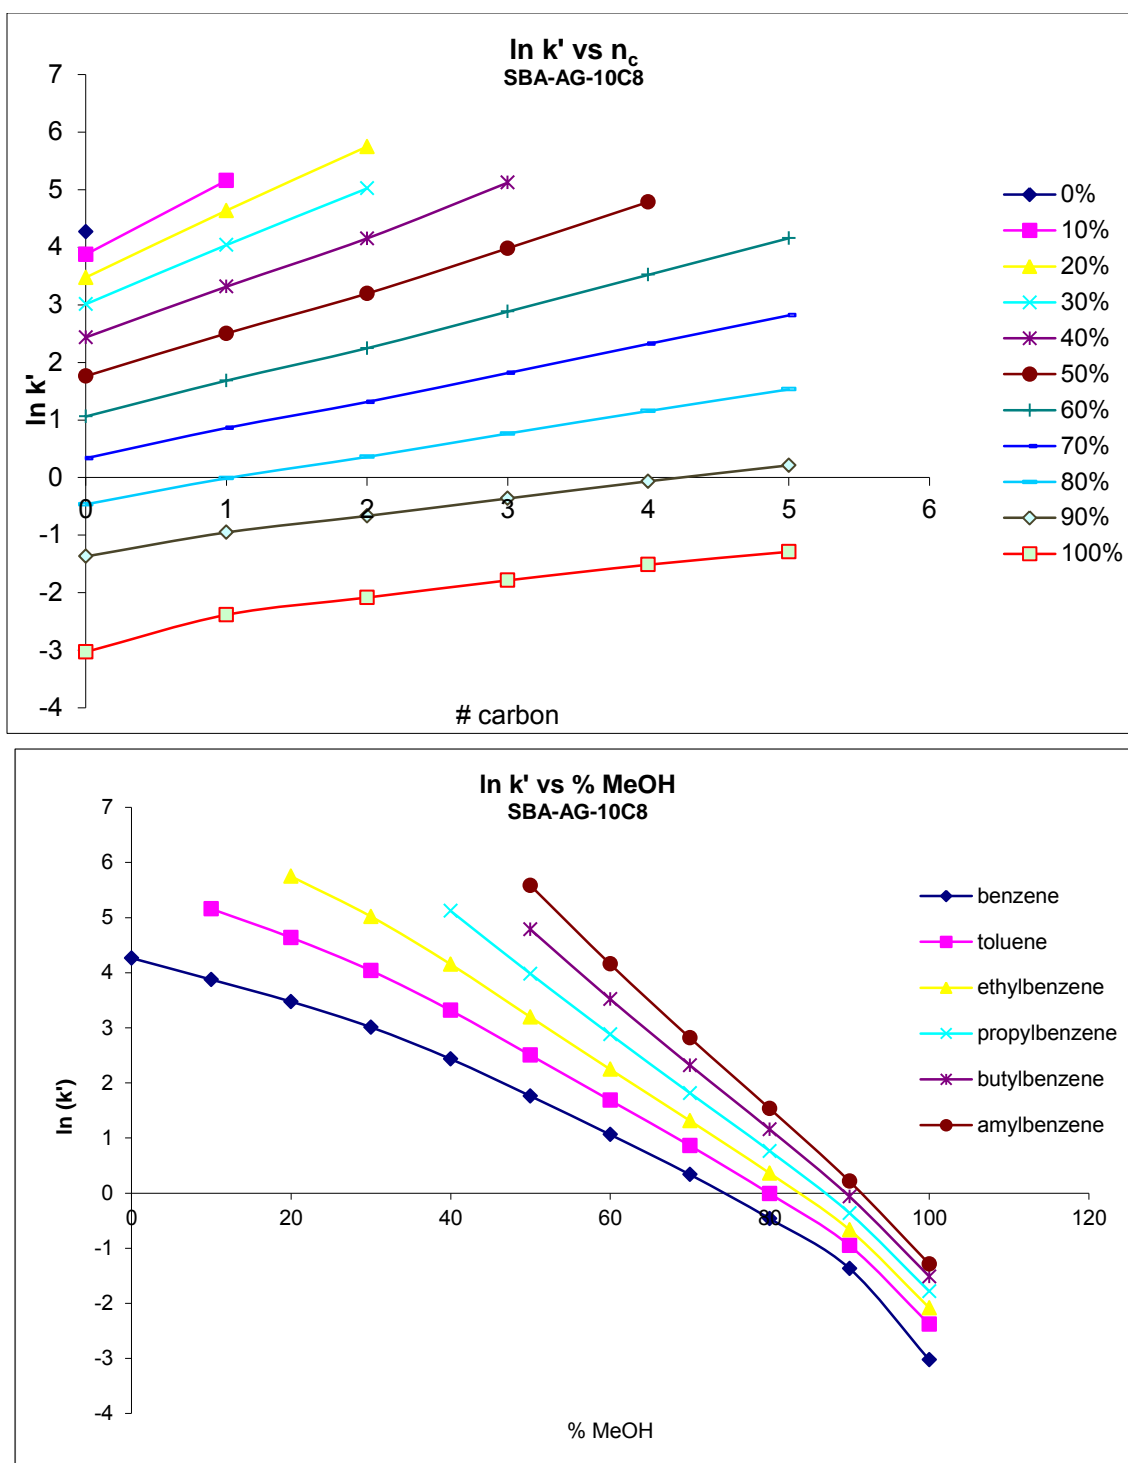 ln k' vs nc
SBA-AG-10C8
7
6
5
4
3
2
1
0
-1
-2
-3
-4
ln k'
0 1 2 3 4 5 6
# carbon
0%
10%
20%
30%
40%
50%
60%
70%
80%
90%
100%
ln k' vs % MeOH
SBA-AG-10C8
7
6
5
4
3
2
1
0
-1
-2
-3
-4
ln (k')
0 20 40 60 80 100 120
% MeOH
benzene
toluene
ethylbenzene
propylbenzene
butylbenzene
amylbenzene